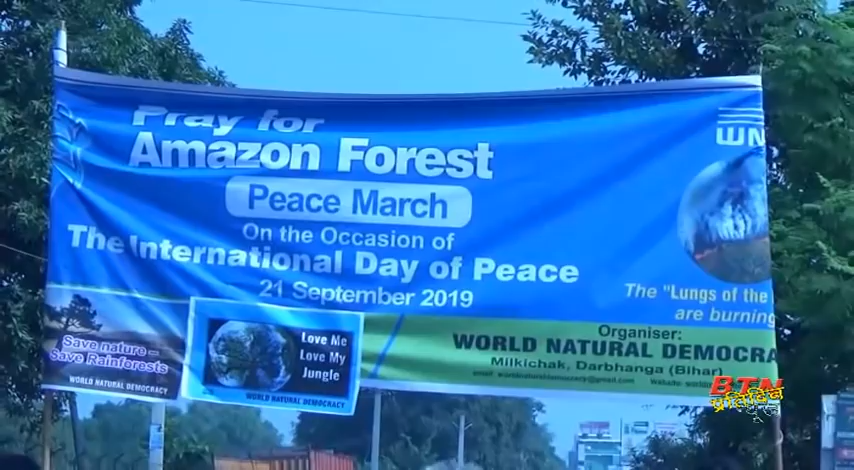 Pray for
Amazon Forest
Peace March
On the Occasion of
The International Day of Peace
21 September 2019
The "Lungs of the
are burning
Save nature –
Save Rainforests
WORLD NATURAL DEMOCRACY
Love Me
Love My
Jungle
WORLD NATURAL DEMOCRACY
Organiser:
WORLD NATURAL DEMOCRA
Milkichak, Darbhanga (Bihar)
BTN